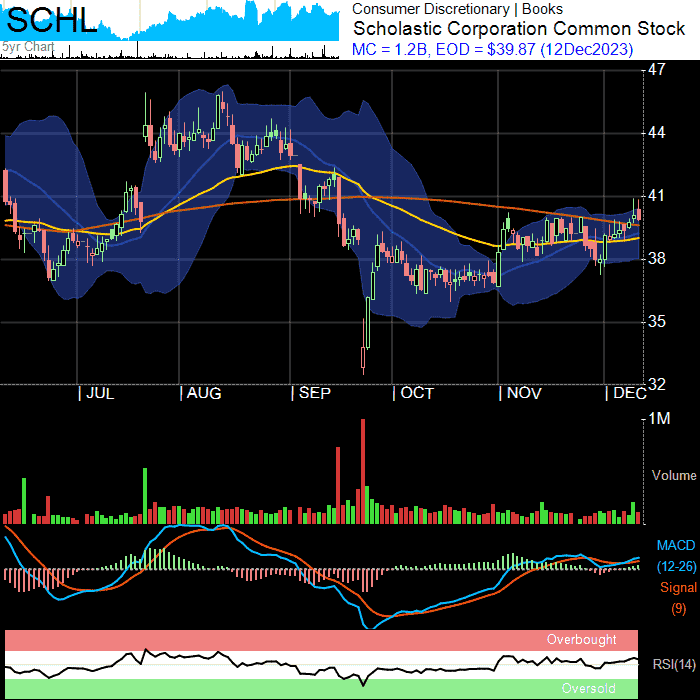 SCHL
5yr Chart
Consumer Discretionary | Books
Scholastic Corporation Common Stock
MC = 1.2B, EOD = $39.87 (12Dec2023)
47
44
41
38
35
32
| JUL | AUG | SEP | OCT | NOV | DEC
1M
Volume
MACD
(12-26)
Signal
(9)
Overbought
RSI(14)
Oversold